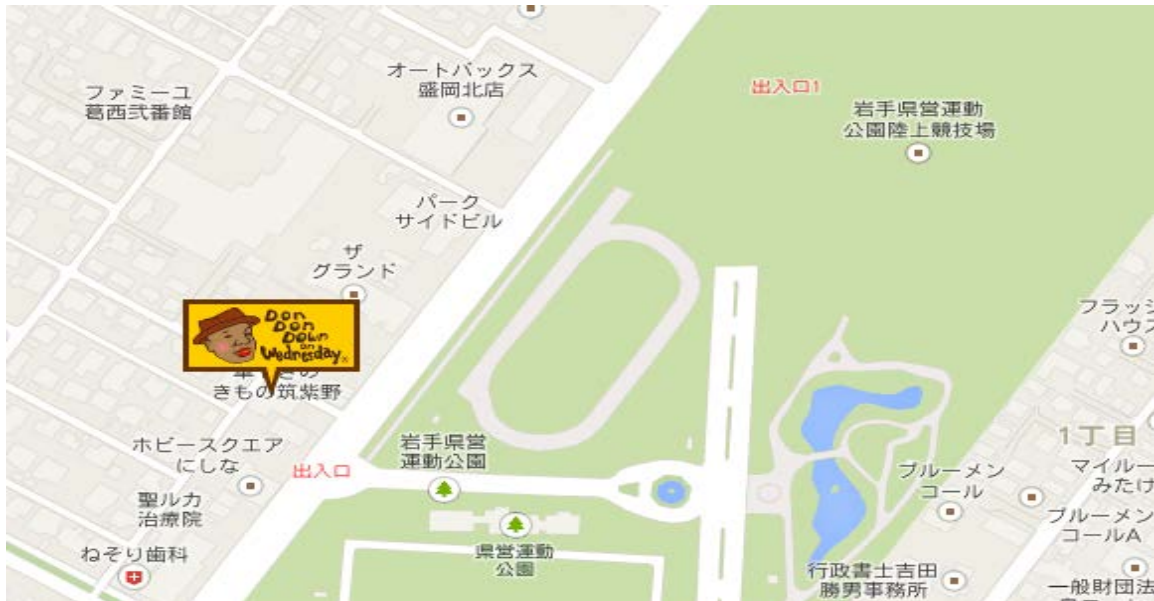 オートバックス
盛岡北店
出入口1
ファミーユ
葛西弐番館
岩手県営運動
公園陸上競技場
パーク
サイドビル
ザ
グランド
フラッシ
ハウス
Don
Don
Down
on
Wednesday
きもの筑紫野
1丁目
ホビースクエア
にしな
岩手県営
運動公園
出入口
ブルーメン
コール
マイルー
みたけ
聖ルカ
治療院
ブルーメン
コールA
ねそり歯科
県営運動
公園
行政書士吉田
勝男事務所
一般財団法